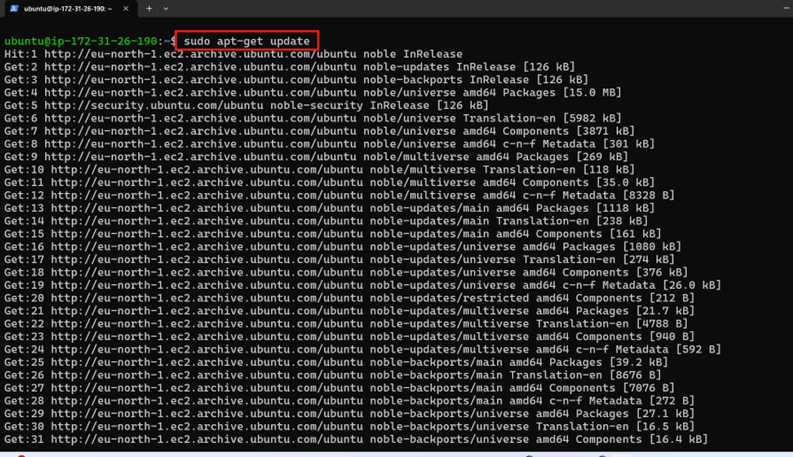 ubuntu@ip-172-31-26-190: ~
ubuntu@ip-172-31-26-190:~$ sudo apt-get update
Hit:1 http://eu-north-1.ec2.archive.ubuntu.com/ubuntu noble InRelease
Get:2 http://eu-north-1.ec2.archive.ubuntu.com/ubuntu noble-updates InRelease [126 kB]
Get:3 http://eu-north-1.ec2.archive.ubuntu.com/ubuntu noble-backports InRelease [126 kB]
Get:4 http://eu-north-1.ec2.archive.ubuntu.com/ubuntu noble/universe amd64 Packages [15.0 MB]
Get:5 http://security.ubuntu.com/ubuntu noble-security InRelease [126 kB]
Get:6 http://eu-north-1.ec2.archive.ubuntu.com/ubuntu noble/universe Translation-en [5982 kB]
Get:7 http://eu-north-1.ec2.archive.ubuntu.com/ubuntu noble/universe amd64 Components [3871 kB]
Get:8 http://eu-north-1.ec2.archive.ubuntu.com/ubuntu noble/universe amd64 c-n-f Metadata [301 kB]
Get:9 http://eu-north-1.ec2.archive.ubuntu.com/ubuntu noble/multiverse amd64 Packages [269 kB]
Get:10 http://eu-north-1.ec2.archive.ubuntu.com/ubuntu noble/multiverse Translation-en [118 kB]
Get:11 http://eu-north-1.ec2.archive.ubuntu.com/ubuntu noble/multiverse amd64 Components [35.0 kB]
Get:12 http://eu-north-1.ec2.archive.ubuntu.com/ubuntu noble/multiverse amd64 c-n-f Metadata [8328 B]
Get:13 http://eu-north-1.ec2.archive.ubuntu.com/ubuntu noble-updates/main amd64 Packages [1118 kB]
Get:14 http://eu-north-1.ec2.archive.ubuntu.com/ubuntu noble-updates/main Translation-en [238 kB]
Get:15 http://eu-north-1.ec2.archive.ubuntu.com/ubuntu noble-updates/main amd64 Components [161 kB]
Get:16 http://eu-north-1.ec2.archive.ubuntu.com/ubuntu noble-updates/universe amd64 Packages [1080 kB]
Get:17 http://eu-north-1.ec2.archive.ubuntu.com/ubuntu noble-updates/universe Translation-en [274 kB]
Get:18 http://eu-north-1.ec2.archive.ubuntu.com/ubuntu noble-updates/universe amd64 Components [376 kB]
Get:19 http://eu-north-1.ec2.archive.ubuntu.com/ubuntu noble-updates/universe amd64 c-n-f Metadata [26.0 kB]
Get:20 http://eu-north-1.ec2.archive.ubuntu.com/ubuntu noble-updates/restricted amd64 Components [212 B]
Get:21 http://eu-north-1.ec2.archive.ubuntu.com/ubuntu noble-updates/multiverse amd64 Packages [21.7 kB]
Get:22 http://eu-north-1.ec2.archive.ubuntu.com/ubuntu noble-updates/multiverse Translation-en [4788 B]
Get:23 http://eu-north-1.ec2.archive.ubuntu.com/ubuntu noble-updates/multiverse amd64 Components [940 B]
Get:24 http://eu-north-1.ec2.archive.ubuntu.com/ubuntu noble-updates/multiverse amd64 c-n-f Metadata [592 B]
Get:25 http://eu-north-1.ec2.archive.ubuntu.com/ubuntu noble-backports/main amd64 Packages [39.2 kB]
Get:26 http://eu-north-1.ec2.archive.ubuntu.com/ubuntu noble-backports/main Translation-en [8676 B]
Get:27 http://eu-north-1.ec2.archive.ubuntu.com/ubuntu noble-backports/main amd64 Components [7076 B]
Get:28 http://eu-north-1.ec2.archive.ubuntu.com/ubuntu noble-backports/main amd64 c-n-f Metadata [272 B]
Get:29 http://eu-north-1.ec2.archive.ubuntu.com/ubuntu noble-backports/universe amd64 Packages [27.1 kB]
Get:30 http://eu-north-1.ec2.archive.ubuntu.com/ubuntu noble-backports/universe Translation-en [16.5 kB]
Get:31 http://eu-north-1.ec2.archive.ubuntu.com/ubuntu noble-backports/universe amd64 Components [16.4 kB]